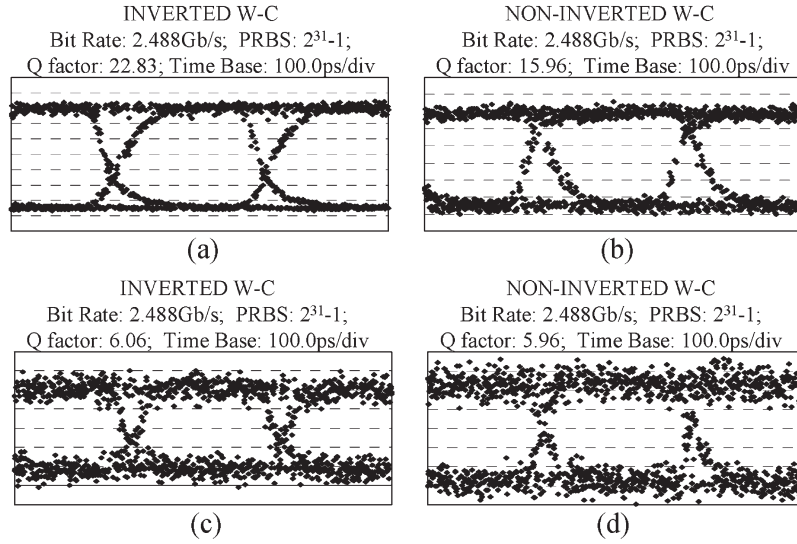 INVERTED W-C
Bit Rate: 2.488Gb/s; PRBS: 2³¹-1;
Q factor: 22.83; Time Base: 100.0ps/div
(a)
NON-INVERTED W-C
Bit Rate: 2.488Gb/s; PRBS: 2³¹-1;
Q factor: 15.96; Time Base: 100.0ps/div
(b)
INVERTED W-C
Bit Rate: 2.488Gb/s; PRBS: 2³¹-1;
Q factor: 6.06; Time Base: 100.0ps/div
(c)
NON-INVERTED W-C
Bit Rate: 2.488Gb/s; PRBS: 2³¹-1;
Q factor: 5.96; Time Base: 100.0ps/div
(d)